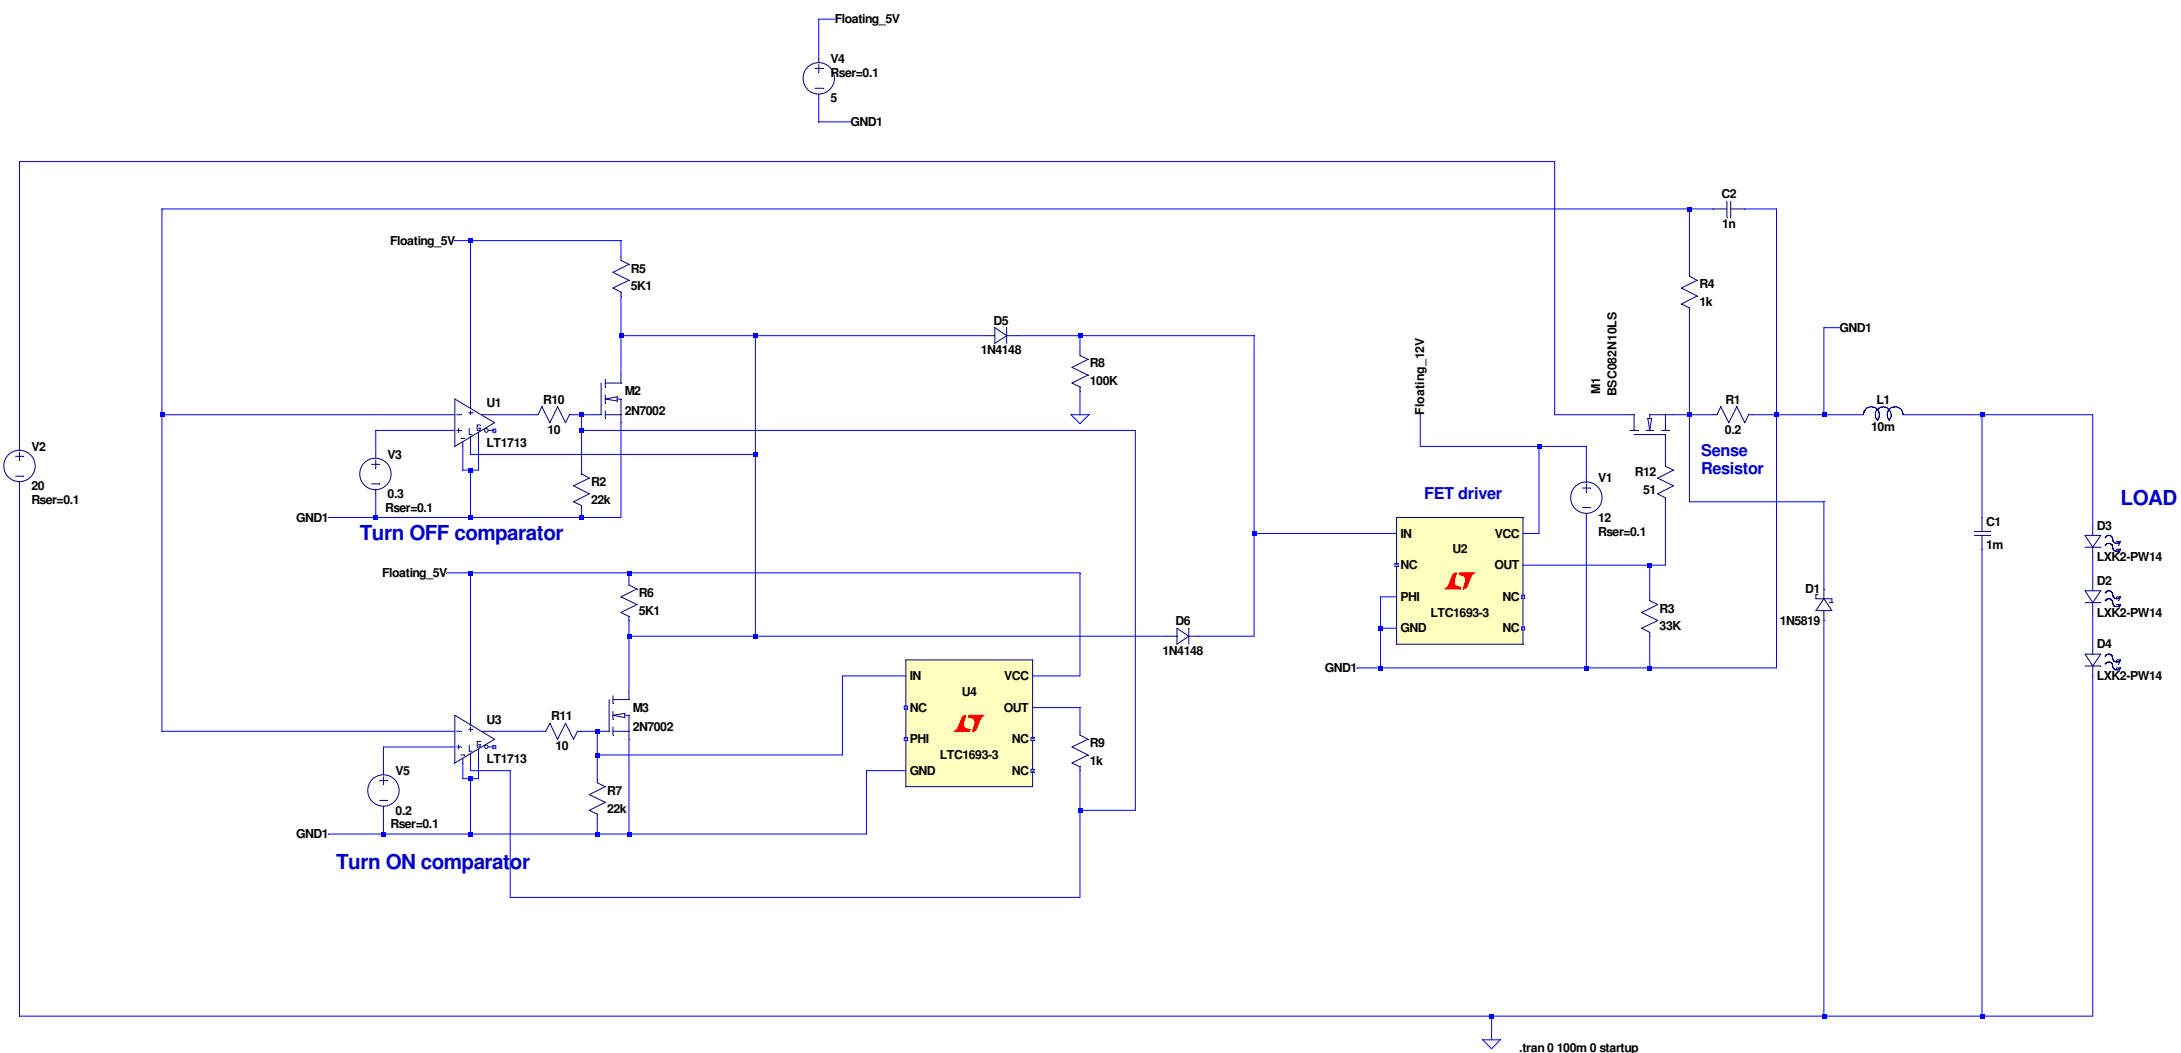 Floating_5V
V4
Rser=0.1
5
GND1
C2
1n
Floating_5V
R5
5K1
R4
1k
D5
1N4148
GND1
M1
BSC082N10LS
Floating_12V
R8
100K
M2
2N7002
U1
LT1713
R10
10
R1
0.2
Sense
Resistor
L1
10m
V2
20
Rser=0.1
V3
0.3
Rser=0.1
R2
22k
GND1
Turn OFF comparator
R12
51
V1
12
Rser=0.1
FET driver
IN
NC
PHI
GND
U2
LTC1693-3
VCC
OUT
NC
NC
LOAD
C1
1m
D3
LXK2-PW14
D2
LXK2-PW14
D4
LXK2-PW14
D1
1N5819
R3
33K
GND1
Floating_5V
R6
5K1
D6
1N4148
M3
2N7002
U3
LT1713
R11
10
IN
NC
PHI
GND
U4
LTC1693-3
VCC
OUT
NC
NC
R9
1k
V5
0.2
Rser=0.1
R7
22k
GND1
Turn ON comparator
.tran 0 100m 0 startup